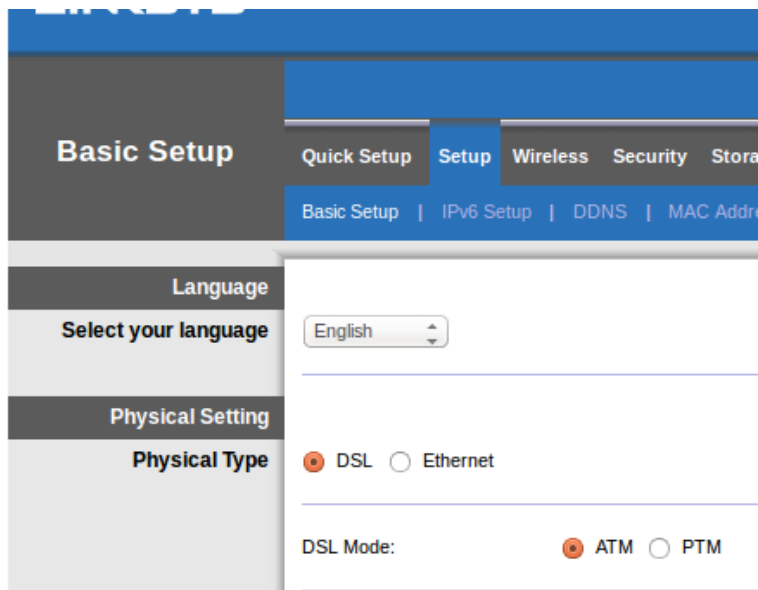 Basic Setup
Quick Setup Setup Wireless Security
Basic Setup | IPv6 Setup | DDNS | MAC
Language
Select your language English
Physical Setting
Physical Type DSL Ethernet
DSL Mode: ATM PTM